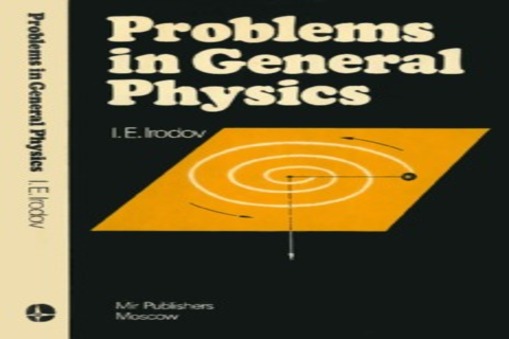 Problems in General Physics I.E. Irodov
Problems
in General
Physics
I. E. Irodov
Mir Publishers
Moscow